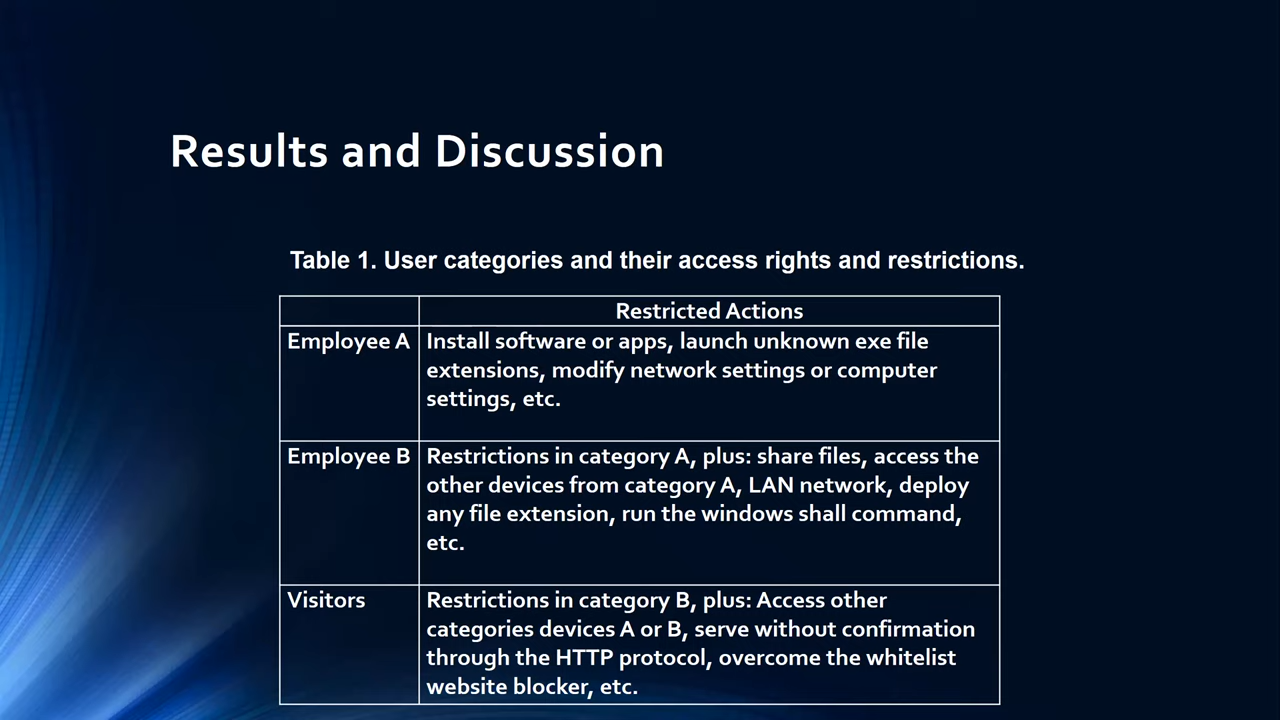 Results and Discussion
Table 1. User categories and their access rights and restrictions.
Restricted Actions
Employee A
Install software or apps, launch unknown exe file
extensions, modify network settings or computer
settings, etc.
Employee B
Restrictions in category A, plus: share files, access the
other devices from category A, LAN network, deploy
any file extension, run the windows shall command,
etc.
Visitors
Restrictions in category B, plus: Access other
categories devices A or B, serve without confirmation
through the HTTP protocol, overcome the whitelist
website blocker, etc.